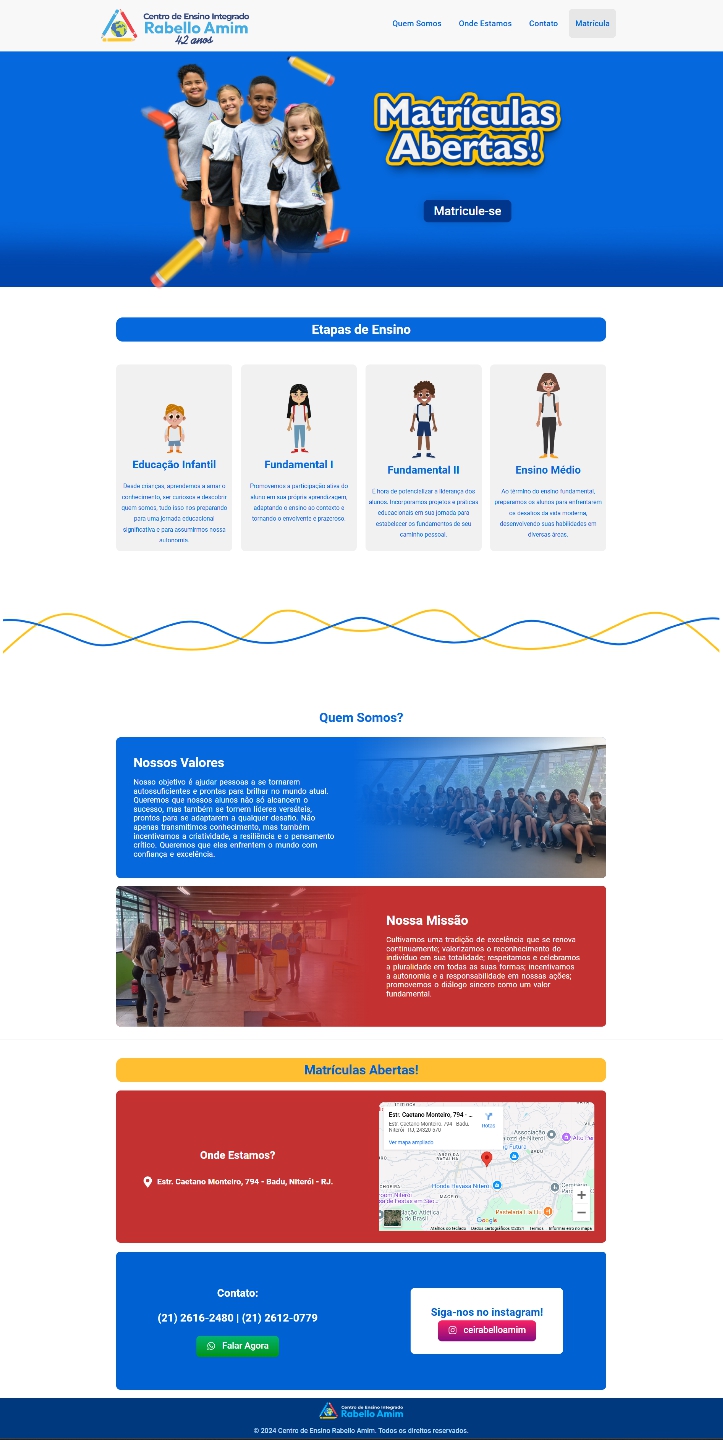 Centro de Ensino Integrado
Rabello Amim
42 anos
Quem Somos
Onde Estamos
Contato
Matrícula
Matrículas
Abertas!
Matricule-se
Etapas de Ensino
Educação Infantil
Desde crianças, aprendemos a amar o
conhecimento, ser curiosos e descobrir
quem somos, tudo isso nos preparando
para uma jornada educacional
significativa e para assumirmos nossa
autonomia.
Fundamental I
Promovemos a participação ativa do
aluno em sua própria aprendizagem,
adaptando o ensino ao contexto e
tornando-o envolvente e prazeroso.
Fundamental II
É hora de potencializar a liderança dos
alunos. Incorporamos projetos e práticas
educacionais em sua jornada para
estabelecer os fundamentos de seu
caminho pessoal.
Ensino Médio
Ao término do ensino fundamental,
preparamos os alunos para enfrentarem
os desafios da vida moderna,
desenvolvendo suas habilidades em
diversas áreas.
Quem Somos?
Nossos Valores
Nosso objetivo é ajudar pessoas a se tornarem
autossuficientes e prontas para brilhar no mundo atual.
Queremos que nossos alunos não só alcancem o
sucesso, mas também se tornem líderes versáteis,
prontos para se adaptarem a qualquer desafio. Não
apenas transmitimos conhecimento, mas também
incentivamos a criatividade, a resiliência e o pensamento
crítico. Queremos que eles enfrentem o mundo com
confiança e excelência.
Nossa Missão
Cultivamos uma tradição de excelência que se renova
continuamente; valorizamos o reconhecimento do
indivíduo em sua totalidade; respeitamos e celebramos
a pluralidade em todas as suas formas; incentivamos
a autonomia e a responsabilidade em nossas ações;
promovemos o diálogo sincero como um valor
fundamental.
Matrículas Abertas!
Onde Estamos?
Estr. Caetano Monteiro, 794 - Badu, Niterói - RJ.
Estr. Caetano Monteiro, 794 - ...
Estr. Caetano Monteiro, 794 - Badu,
Niterói - RJ, 24320-570
Rotas
Ver mapa ampliado
Associação
BADU
ARCO DA
BATALHA
Honda Havasa Niterói
MACEIÓ
Google
Atalhos do teclado
Dados cartográficos ©2024
Termos
Informar erro no mapa
Contato:
(21) 2616-2480 | (21) 2612-0779
Falar Agora
Siga-nos no instagram!
ceirabelloamim
Centro de Ensino Integrado
Rabello Amim
© 2024 Centro de Ensino Rabello Amim. Todos os direitos reservados.